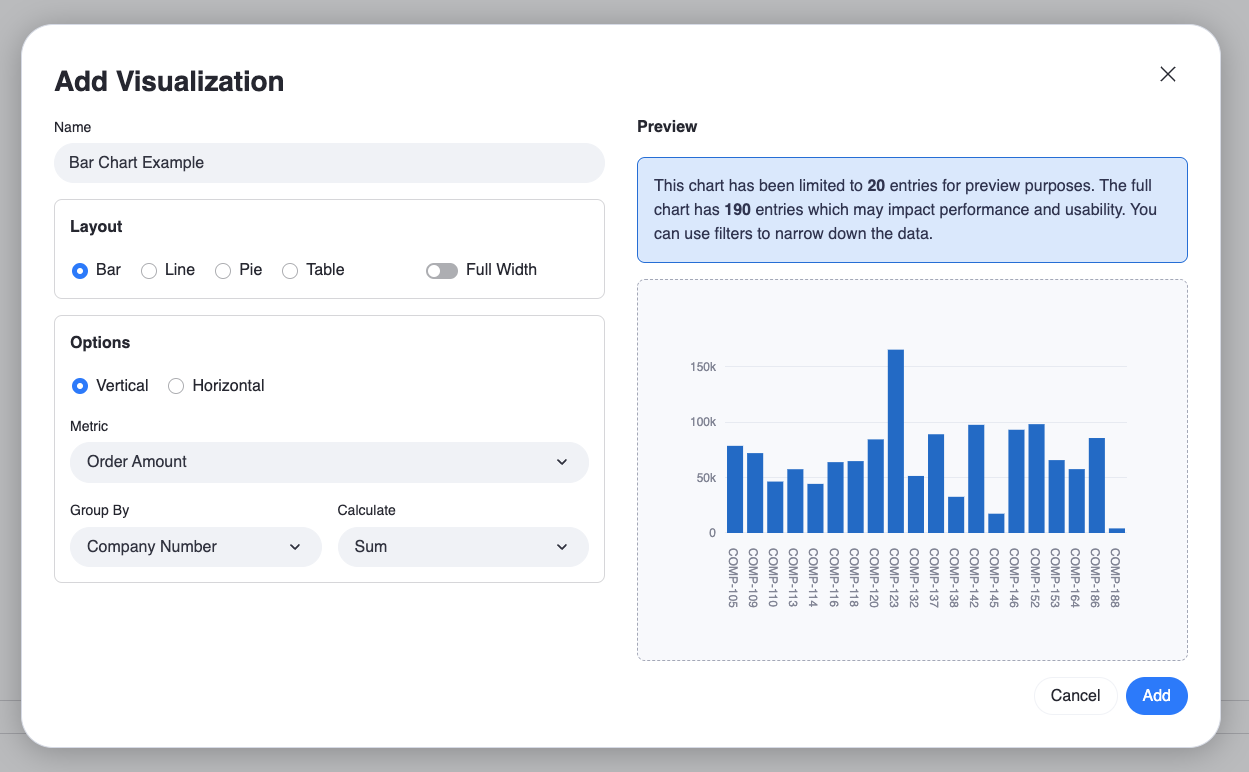 Add Visualization
Name
Bar Chart Example
Layout
Bar
Line
Pie
Table
Full Width
Options
Vertical
Horizontal
Metric
Order Amount
Group By
Calculate
Company Number
Sum
Preview
This chart has been limited to 20 entries for preview purposes. The full
chart has 190 entries which may impact performance and usability. You
can use filters to narrow down the data.
150k
100k
50k
0
COMP-105
COMP-109
COMP-110
COMP-113
COMP-114
COMP-116
COMP-118
COMP-120
COMP-123
COMP-132
COMP-137
COMP-138
COMP-142
COMP-145
COMP-146
COMP-152
COMP-153
COMP-164
COMP-186
COMP-188
Cancel
Add